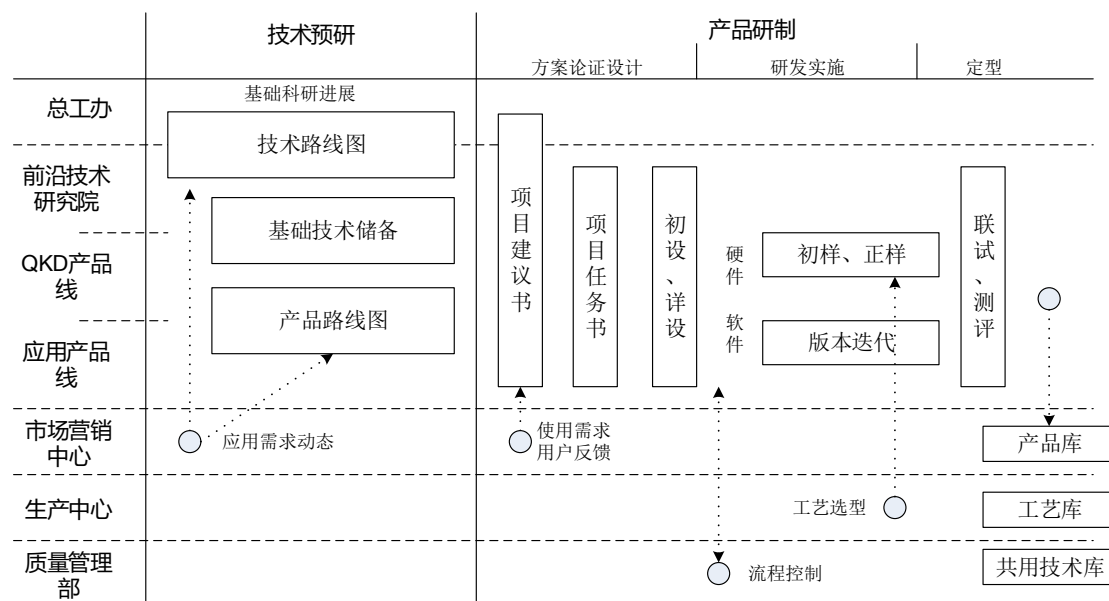 技术预研
产品研制
方案论证设计
研发实施
定型
总工办
基础科研进展
技术路线图
前沿技术
研究院
基础技术储备
QKD产品
线
产品路线图
应用产品
线
项目建议书
项目任务书
初设、详设
硬件
初样、正样
软件
版本迭代
联试、测评
市场营销
中心
应用需求动态
使用需求
用户反馈
产品库
生产中心
工艺选型
工艺库
质量管理
部
流程控制
共用技术库